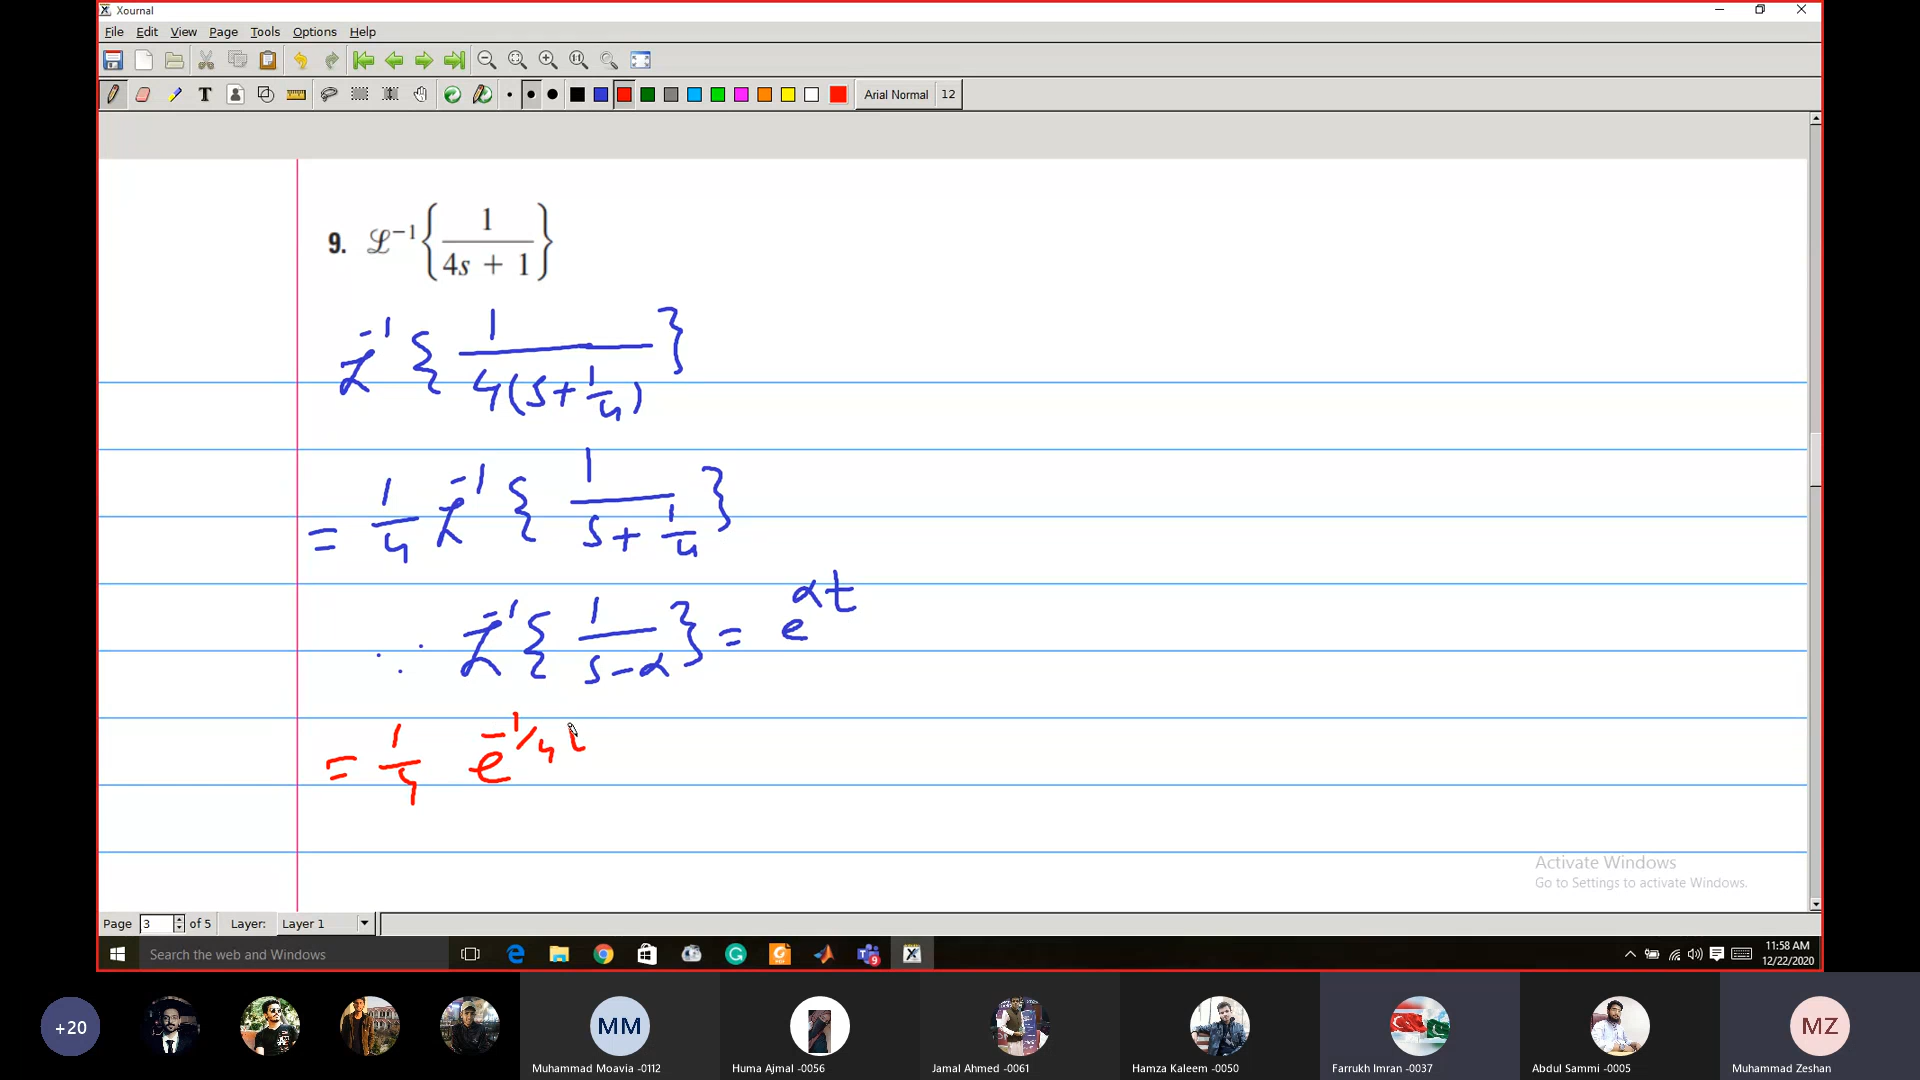 Xournal
File Edit View Page Tools Options Help
Arial Normal 12
9. ℒ⁻¹{ 1 / 4s + 1 }
ℒ⁻¹ { 1 / 4(s + 1/4) }
= 1/4 ℒ⁻¹ { 1 / s + 1/4 }
∵ ℒ⁻¹ { 1 / s - α } = e^αt
= 1/4 e^-1/4
Activate Windows
Go to Settings to activate Windows.
Page 3 of 5 Layer: Layer 1
Search the web and Windows
9
11:58 AM
12/22/2020
+20 MM MZ
Muhammad Moavia -0112 Huma Ajmal -0056 Jamal Ahmed -0061 Hamza Kaleem -0050 Farrukh Imran -0037 Abdul Sammi -0005 Muhammad Zeshan